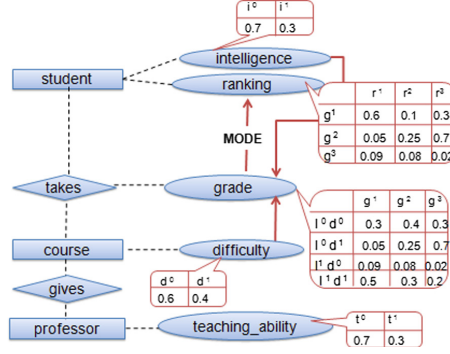 i⁰ i¹
0.7 0.3
intelligence
student
ranking
r¹ r² r³
g¹ 0.6 0.1 0.3
g² 0.05 0.25 0.7
g³ 0.09 0.08 0.02
MODE
takes
grade
g¹ g² g³
I⁰ d⁰ 0.3 0.4 0.3
I⁰ d¹ 0.05 0.25 0.7
I¹ d⁰ 0.09 0.08 0.02
I¹ d¹ 0.5 0.3 0.2
course
difficulty
d⁰ d¹
0.6 0.4
gives
professor
teaching_ability
t⁰ t¹
0.7 0.3